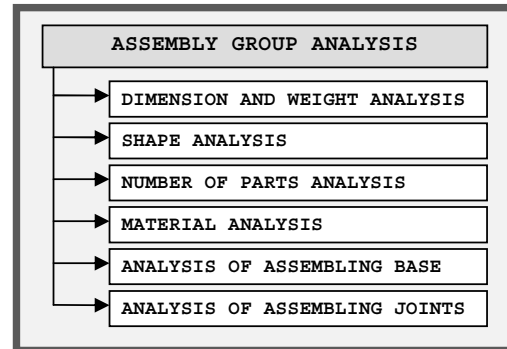 ASSEMBLY GROUP ANALYSIS
DIMENSION AND WEIGHT ANALYSIS
SHAPE ANALYSIS
NUMBER OF PARTS ANALYSIS
MATERIAL ANALYSIS
ANALYSIS OF ASSEMBLING BASE
ANALYSIS OF ASSEMBLING JOINTS